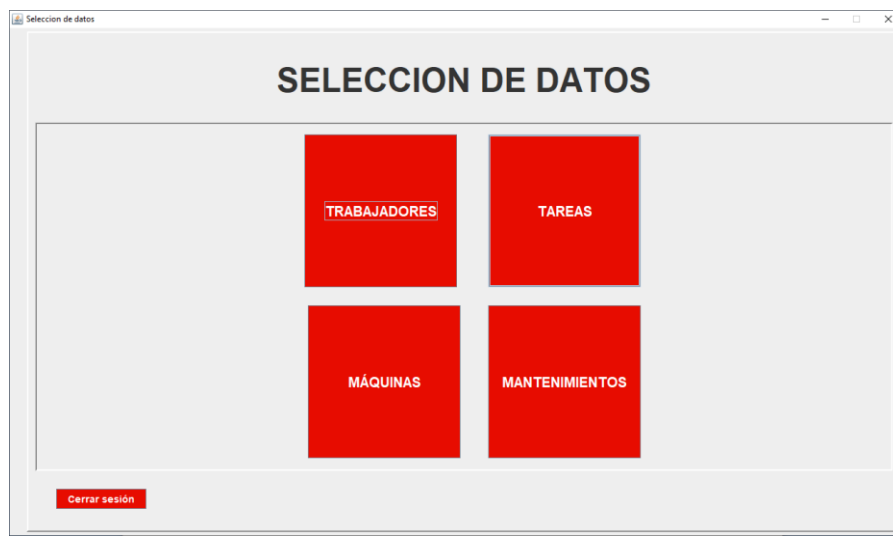 Seleccion de datos
SELECCION DE DATOS
TRABAJADORES
TAREAS
MÁQUINAS
MANTENIMIENTOS
Cerrar sesión